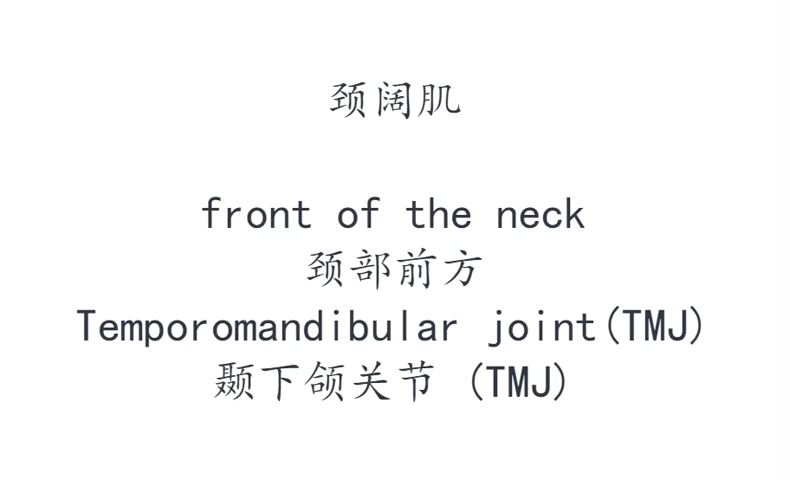 颈阔肌
front of the neck
颈部前方
Temporomandibular joint(TMJ)
颞下颌关节 (TMJ)